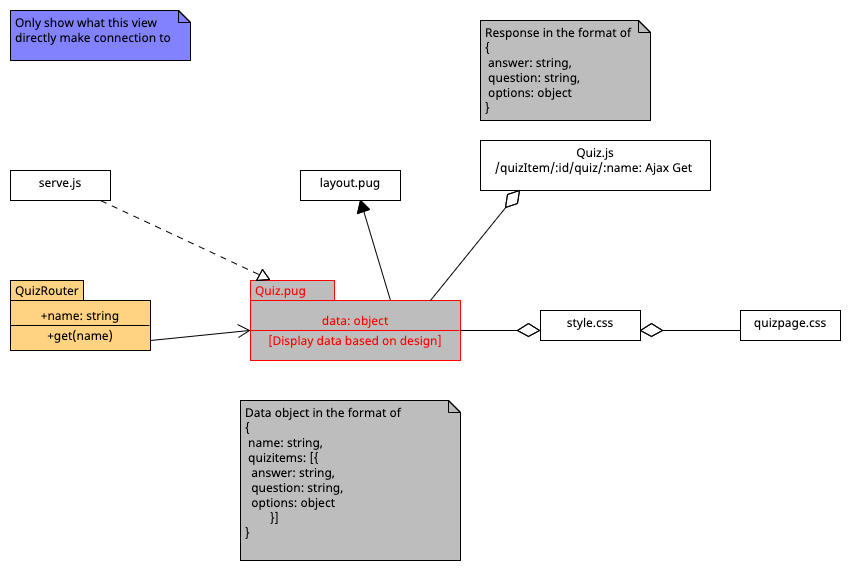 Only show what this view
directly make connection to
Response in the format of
{
answer: string,
question: string,
options: object
}
Quiz.js
/quizItem/:id/quiz/:name: Ajax Get
serve.js
layout.pug
QuizRouter
+name: string
+get(name)
Quiz.pug
data: object
[Display data based on design]
style.css
quizpage.css
Data object in the format of
{
name: string,
quizitems: [{
answer: string,
question: string,
options: object
}]
}